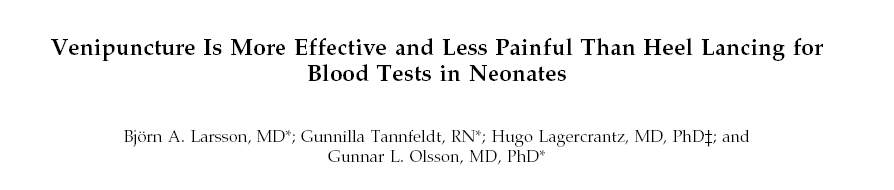 Venipuncture Is More Effective and Less Painful Than Heel Lancing for
Blood Tests in Neonates
Björn A. Larsson, MD*; Gunnilla Tannfeldt, RN*; Hugo Lagercrantz, MD, PhD‡; and
Gunnar L. Olsson, MD, PhD*